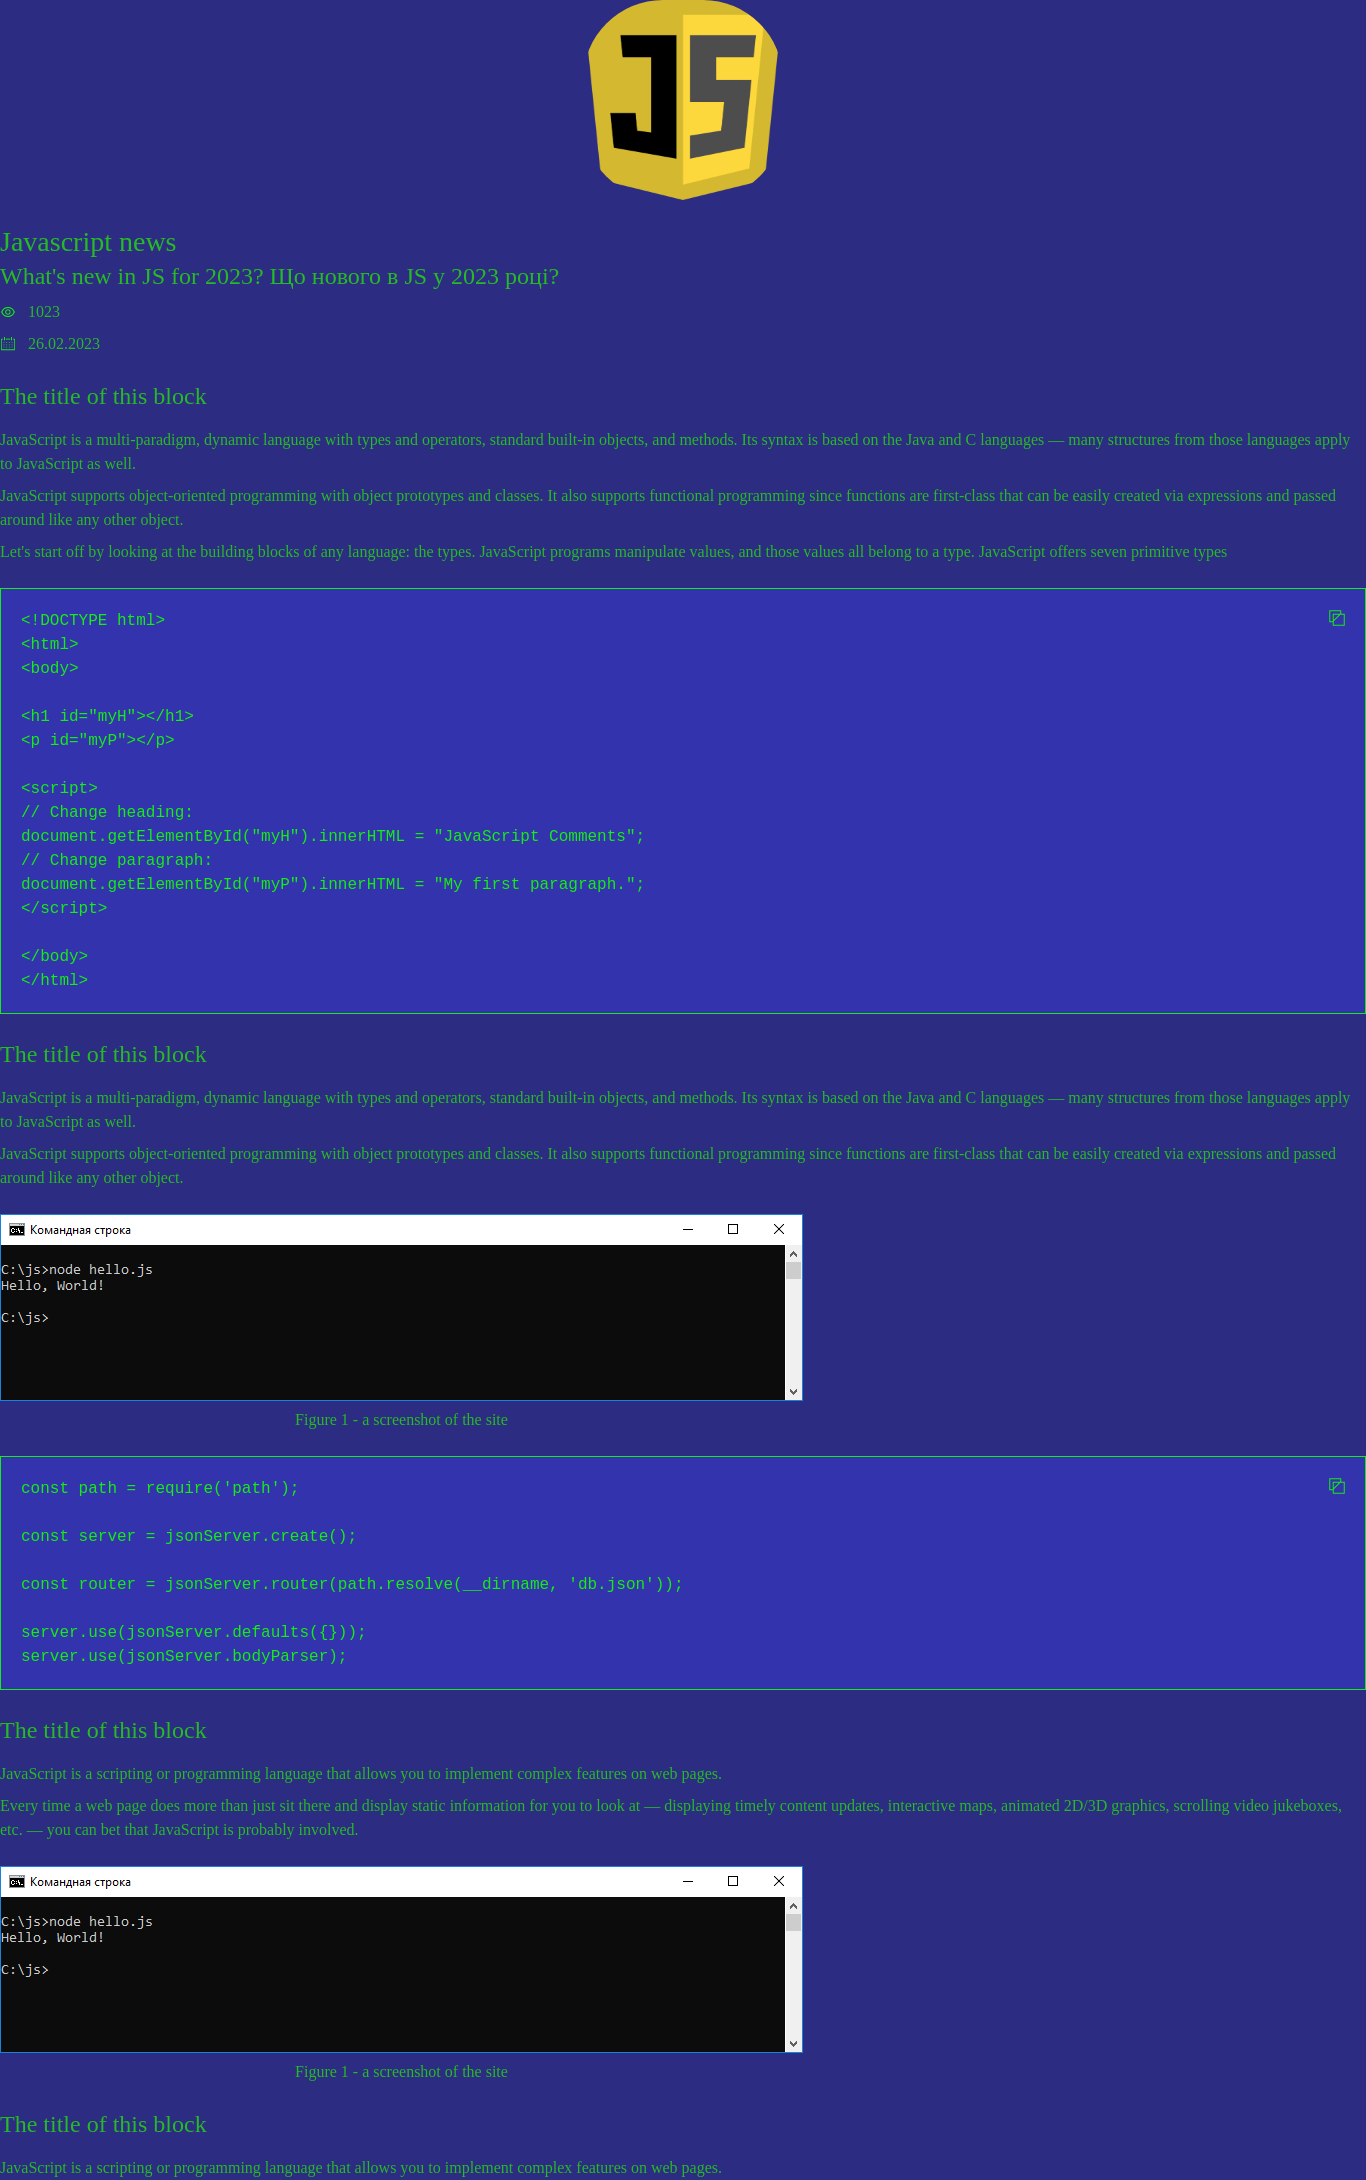 JS
Javascript news
What's new in JS for 2023? Що нового в JS у 2023 році?
1023
26.02.2023
The title of this block
JavaScript is a multi-paradigm, dynamic language with types and operators, standard built-in objects, and methods. Its syntax is based on the Java and C languages — many structures from those languages apply
to JavaScript as well.
JavaScript supports object-oriented programming with object prototypes and classes. It also supports functional programming since functions are first-class that can be easily created via expressions and passed
around like any other object.
Let's start off by looking at the building blocks of any language: the types. JavaScript programs manipulate values, and those values all belong to a type. JavaScript offers seven primitive types
<!DOCTYPE html>
<html>
<body>
<h1 id="myH"></h1>
<p id="myP"></p>
<script>
// Change heading:
document.getElementById("myH").innerHTML = "JavaScript Comments";
// Change paragraph:
document.getElementById("myP").innerHTML = "My first paragraph.";
</script>
</body>
</html>
The title of this block
JavaScript is a multi-paradigm, dynamic language with types and operators, standard built-in objects, and methods. Its syntax is based on the Java and C languages — many structures from those languages apply
to JavaScript as well.
JavaScript supports object-oriented programming with object prototypes and classes. It also supports functional programming since functions are first-class that can be easily created via expressions and passed
around like any other object.
Командная строка
C:\js>node hello.js
Hello, World!
C:\js>
Figure 1 - a screenshot of the site
const path = require('path');
const server = jsonServer.create();
const router = jsonServer.router(path.resolve(__dirname, 'db.json'));
server.use(jsonServer.defaults({}));
server.use(jsonServer.bodyParser);
The title of this block
JavaScript is a scripting or programming language that allows you to implement complex features on web pages.
Every time a web page does more than just sit there and display static information for you to look at — displaying timely content updates, interactive maps, animated 2D/3D graphics, scrolling video jukeboxes,
etc. — you can bet that JavaScript is probably involved.
Командная строка
C:\js>node hello.js
Hello, World!
C:\js>
Figure 1 - a screenshot of the site
The title of this block
JavaScript is a scripting or programming language that allows you to implement complex features on web pages.